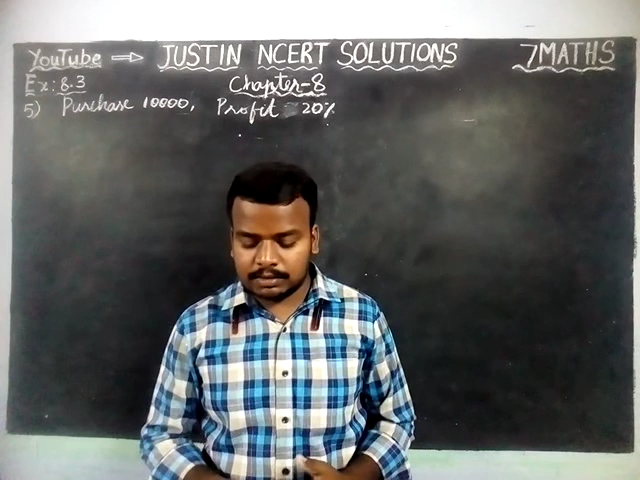 YouTube ⇒ JUSTIN NCERT SOLUTIONS 7MATHS
Ex: 8.3 Chapter-8
5) Purchase 10000, Profit 20%